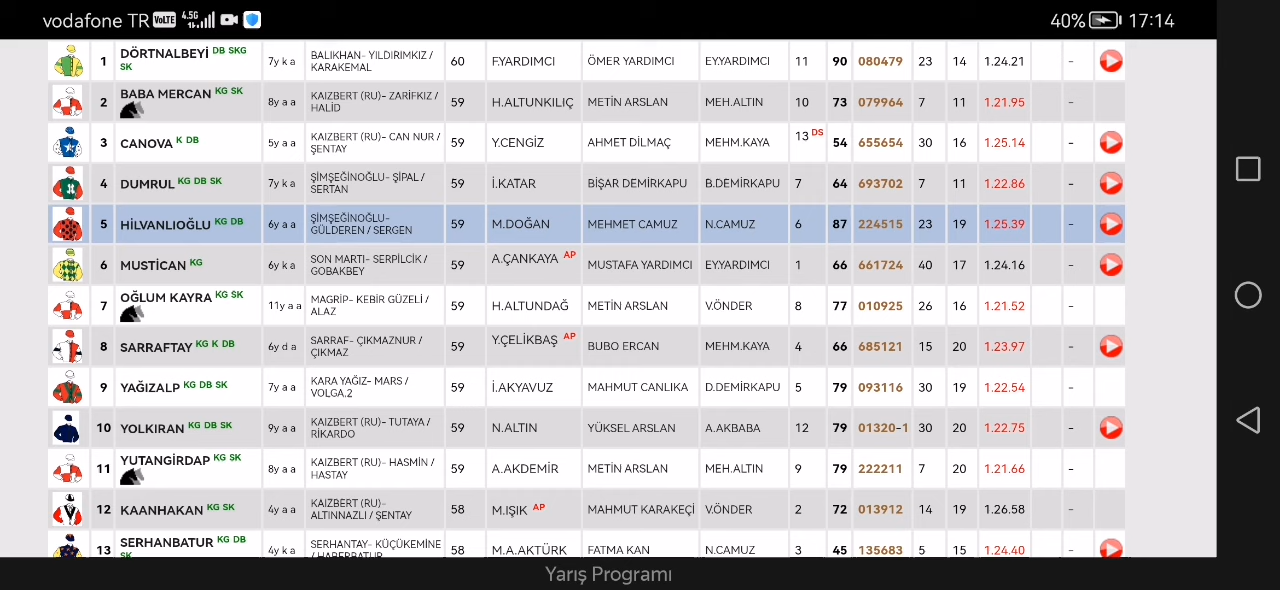 vodafone TR VoLTE 4.5G 1k 40% 17:14
1 DÖRTNALBEYİ DB SKG SK 7y k a BALIKHAN- YILDIRIMKIZ / KARAKEMAL 60 F.YARDIMCI ÖMER YARDIMCI EY.YARDIMCI 11 90 080479 23 14 1.24.21 -
2 BABA MERCAN KG SK 8y a a KAIZBERT (RU)- ZARİFKIZ / HALİD 59 H.ALTUNKILIÇ METİN ARSLAN MEH.ALTIN 10 73 079964 7 11 1.21.95 -
3 CANOVA K DB 5y a a KAIZBERT (RU)- CAN NUR / ŞENTAY 59 Y.CENGİZ AHMET DİLMAÇ MEHM.KAYA 13 DS 54 655654 30 16 1.25.14 -
4 DUMRUL KG DB SK 7y k a ŞİMŞEĞİNOĞLU- ŞİPAL / SERTAN 59 İ.KATAR BİŞAR DEMİRKAPU B.DEMİRKAPU 7 64 693702 7 11 1.22.86 -
5 HİLVANLIOĞLU KG DB 6y a a ŞİMŞEĞİNOĞLU- GÜLDEREN / SERGEN 59 M.DOĞAN MEHMET CAMUZ N.CAMUZ 6 87 224515 23 19 1.25.39 -
6 MUSTİCAN KG 6y k a SON MARTI- SERPİLCİK / GOBAKBEY 59 A.ÇANKAYA AP MUSTAFA YARDIMCI EY.YARDIMCI 1 66 661724 40 17 1.24.16 -
7 OĞLUM KAYRA KG SK 11y a a MAGRİP- KEBİR GÜZELİ / ALAZ 59 H.ALTUNDAĞ METİN ARSLAN V.ÖNDER 8 77 010925 26 16 1.21.52 -
8 SARRAFTAY KG K DB 6y d a SARRAF- ÇIKMAZNUR / ÇIKMAZ 59 Y.ÇELİKBAŞ AP BUBO ERCAN MEHM.KAYA 4 66 685121 15 20 1.23.97 -
9 YAĞIZALP KG DB SK 7y a a KARA YAĞIZ- MARS / VOLGA.2 59 İ.AKYAVUZ MAHMUT CANLIKA D.DEMİRKAPU 5 79 093116 30 19 1.22.54 -
10 YOLKIRAN KG DB SK 9y a a KAIZBERT (RU)- TUTAYA / RİKARDO 59 N.ALTIN YÜKSEL ARSLAN A.AKBABA 12 79 01320-1 30 20 1.22.75 -
11 YUTANGİRDAP KG SK 8y a a KAIZBERT (RU)- HASMİN / HASTAY 59 A.AKDEMİR METİN ARSLAN MEH.ALTIN 9 79 222211 7 20 1.21.66 -
12 KAANHAKAN KG SK 4y a a KAIZBERT (RU)- ALTINNAZLI / ŞENTAY 58 M.IŞIK AP MAHMUT KARAKEÇİ V.ÖNDER 2 72 013912 14 19 1.26.58 -
13 SERHANBATUR KG DB SK 4y k a SERHANTAY- KÜÇÜKEMİNE / HABERBATUR 58 M.A.AKTÜRK FATMA KAN N.CAMUZ 3 45 135683 5 15 1.24.40 -
Yarış Programı